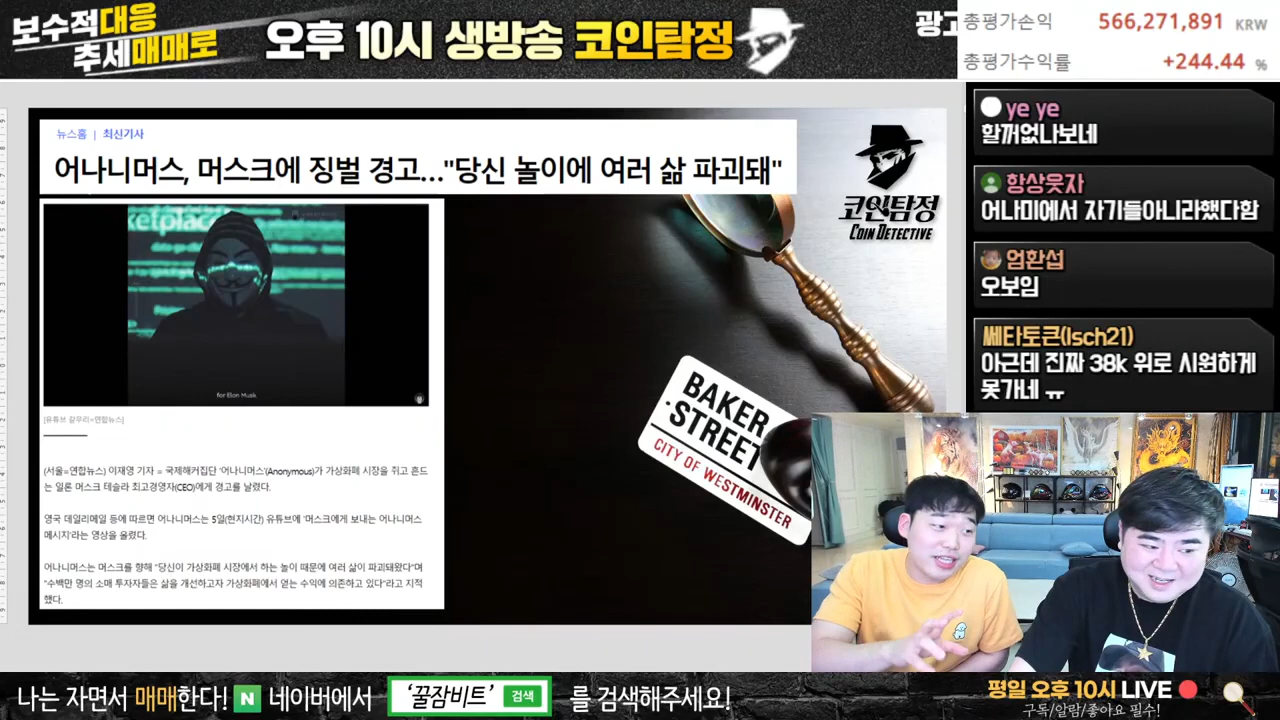 보수적대응
추세매매로
오후 10시 생방송 코인탐정
광고
총평가손익 566,271,891 KRW
총평가수익률 +244.44 %
뉴스홈 | 최신기사
어나니머스, 머스크에 징벌 경고..."당신 놀이에 여러 삶 파괴돼"
ketplac
for Elon Musk
[유튜브 갈무리=연합뉴스]
(서울=연합뉴스) 이재영 기자 = 국제해커집단 '어나니머스'(Anonymous)가 가상화폐 시장을 쥐고 흔드
는 일론 머스크 테슬라 최고경영자(CEO)에게 경고를 날렸다.
영국 데일리메일 등에 따르면 어나니머스는 5일(현지시간) 유튜브에 '머스크에게 보내는 어나니머스
메시지'라는 영상을 올렸다.
어나니머스는 머스크를 향해 "당신이 가상화폐 시장에서 하는 놀이 때문에 여러 삶이 파괴돼왔다"며
"수백만 명의 소매 투자자들은 삶을 개선하고자 가상화폐에서 얻는 수익에 의존하고 있다"라고 지적
했다.
코인탐정
COIN DETECTIVE
BAKER
STREET
CITY OF WESTMINSTER
ye ye
할꺼없나보네
항상웃자
어나미에서 자기들아니라했다함
엄환섭
오보임
쎄타토큰(lsch21)
아근데 진짜 38k 위로 시원하게
못가네 ㅠ
나는 자면서 매매한다! N 네이버에서 '꿀잠비트' 검색 를 검색해주세요!
평일 오후 10시 LIVE
구독/알람/좋아요 필수!